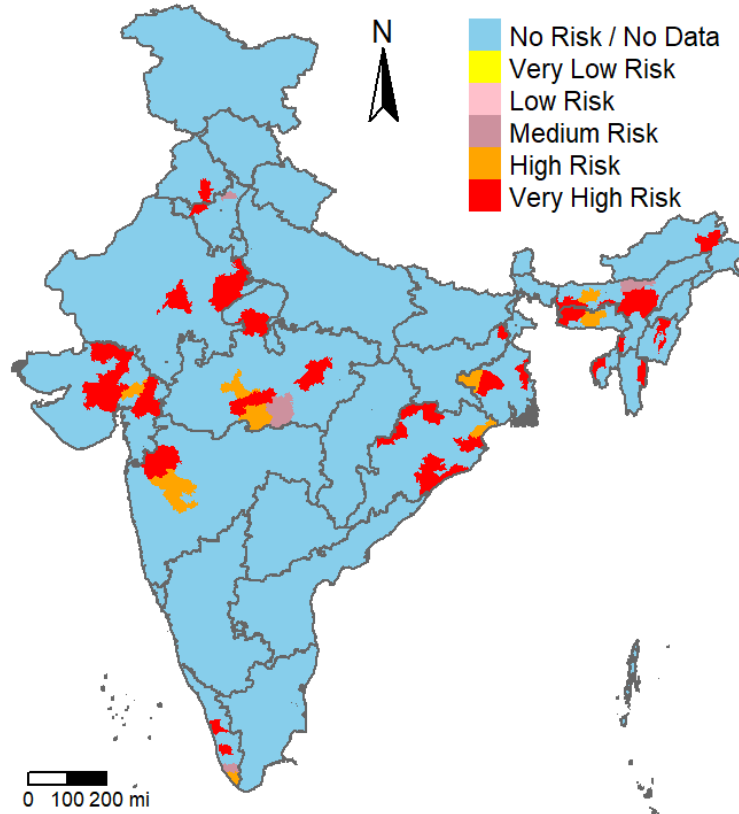 N
No Risk / No Data
Very Low Risk
Low Risk
Medium Risk
High Risk
Very High Risk
0 100 200 mi